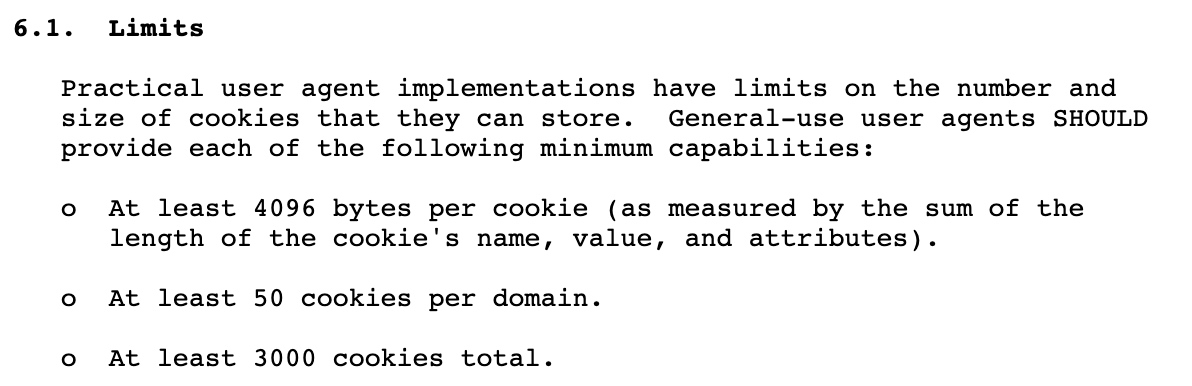 6.1. Limits
Practical user agent implementations have limits on the number and
size of cookies that they can store. General-use user agents SHOULD
provide each of the following minimum capabilities:
o At least 4096 bytes per cookie (as measured by the sum of the
length of the cookie's name, value, and attributes).
o At least 50 cookies per domain.
o At least 3000 cookies total.